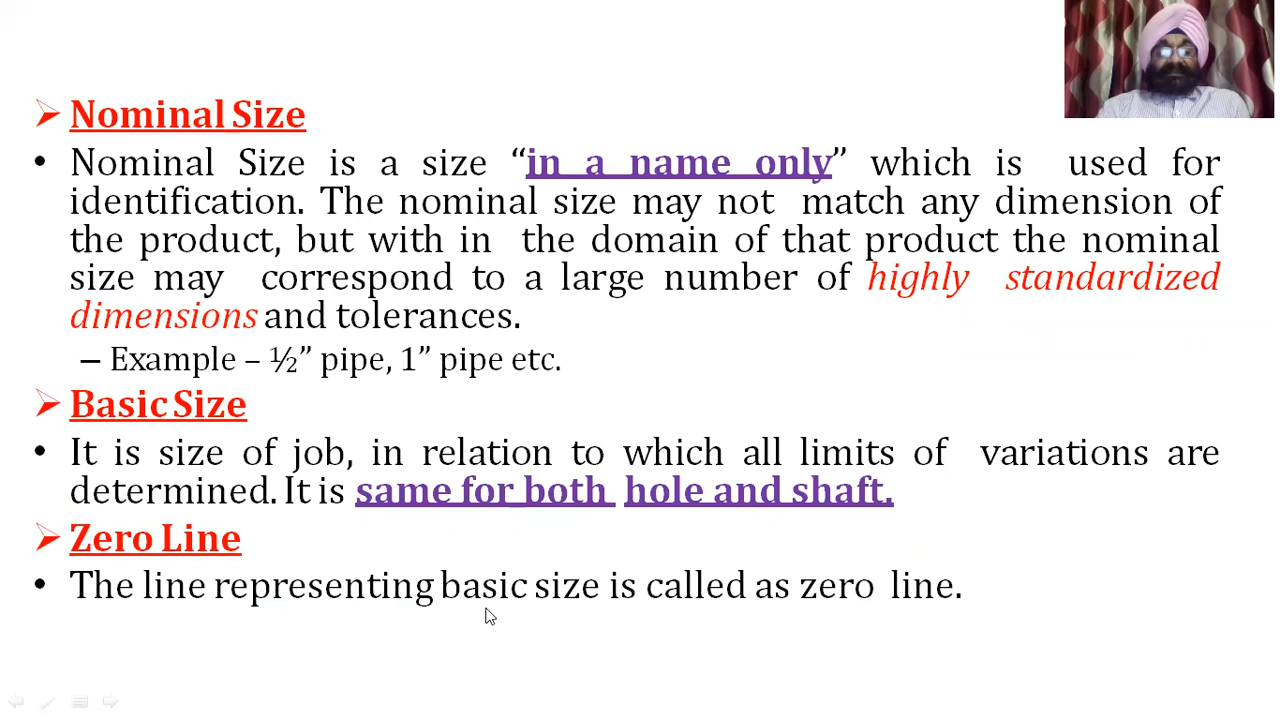 ➢ Nominal Size
• Nominal Size is a size “in a name only” which is used for
identification. The nominal size may not match any dimension of
the product, but with in the domain of that product the nominal
size may correspond to a large number of highly standardized
dimensions and tolerances.
– Example – ½” pipe, 1” pipe etc.
➢ Basic Size
• It is size of job, in relation to which all limits of variations are
determined. It is same for both hole and shaft.
➢ Zero Line
• The line representing basic size is called as zero line.